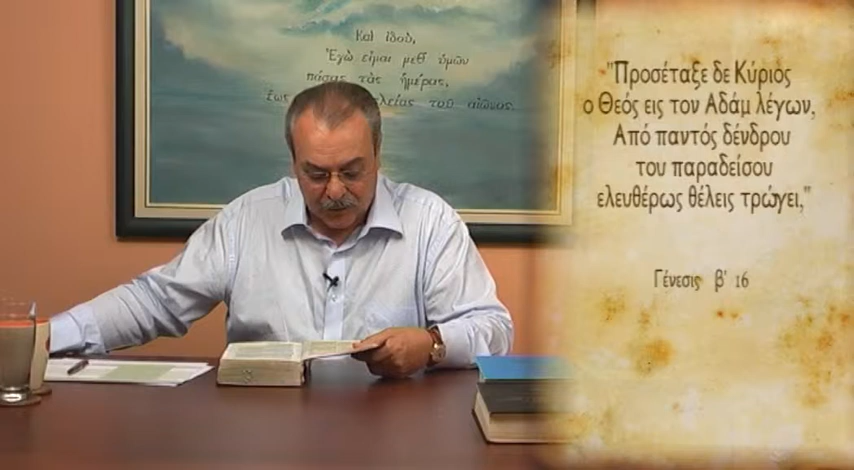 Καὶ ἰδού,
Ἐγὼ εἶμαι μεθ' ὑμῶν
πάσας τὰς ἡμέρας,
ἕως τοῦ αἰῶνος.
"Προσέταξε δε Κύριος
ο Θεός εις τον Αδάμ λέγων,
Από παντός δένδρου
του παραδείσου
ελευθέρως θέλεις τρώγει,"
Γένεσις β' 16